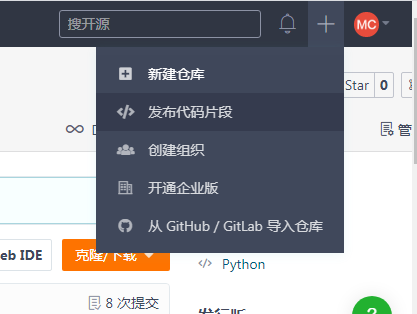 搜开源
MC
新建仓库
Star 0
发布代码片段
管
创建组织
开通企业版
从 GitHub / GitLab 导入仓库
eb IDE
克隆/下载
Python
8 次提交
发行版
?